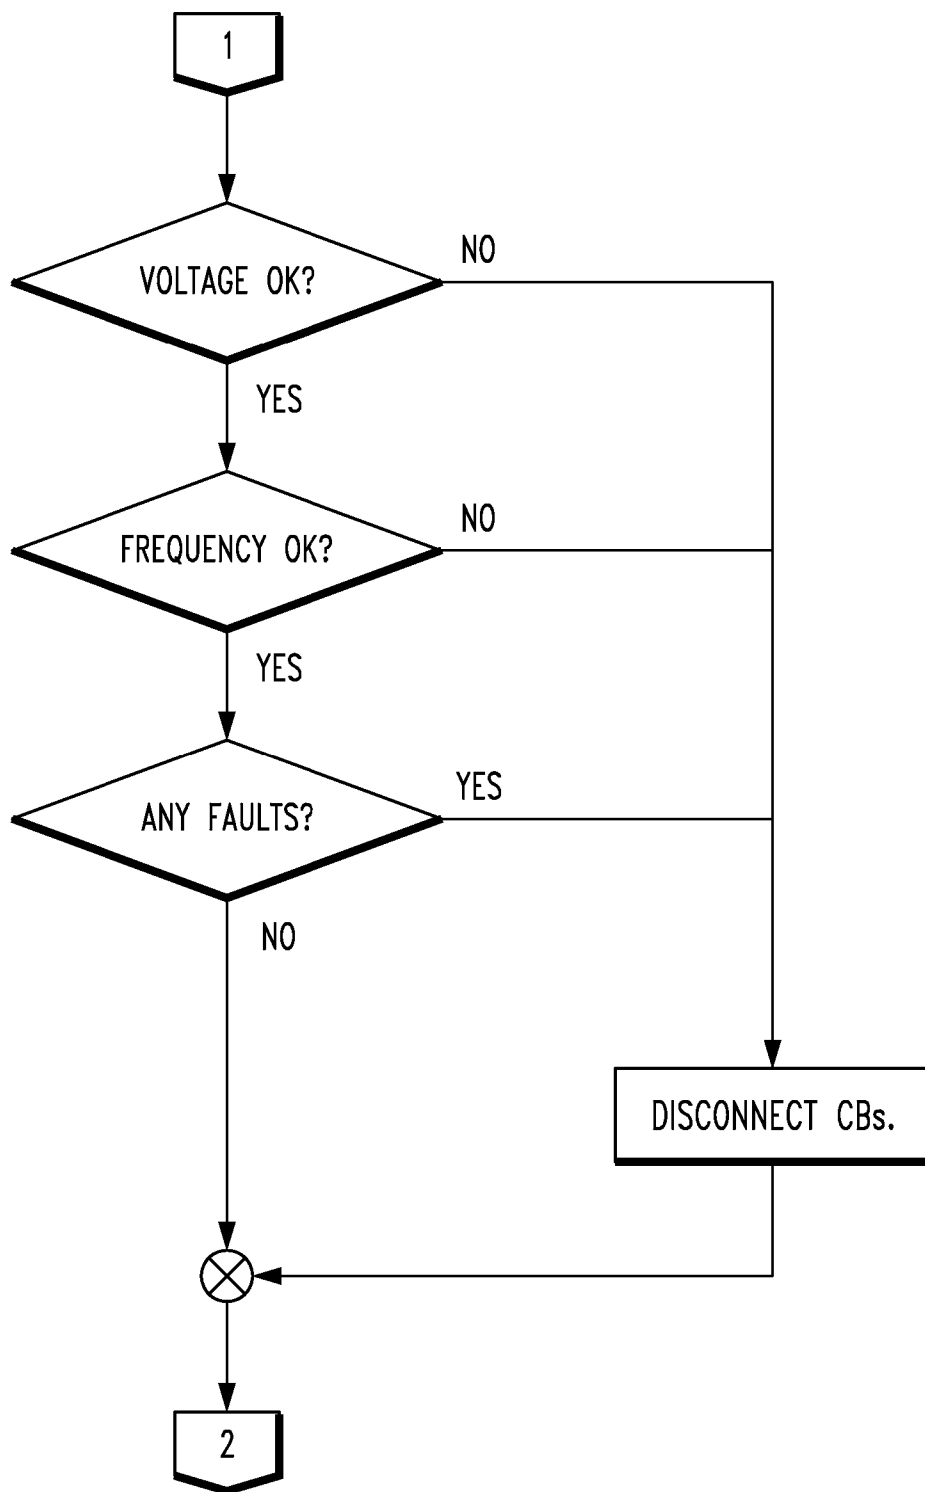 1
VOLTAGE OK?
NO
YES
FREQUENCY OK?
NO
YES
ANY FAULTS?
YES
NO
DISCONNECT CBs.
2